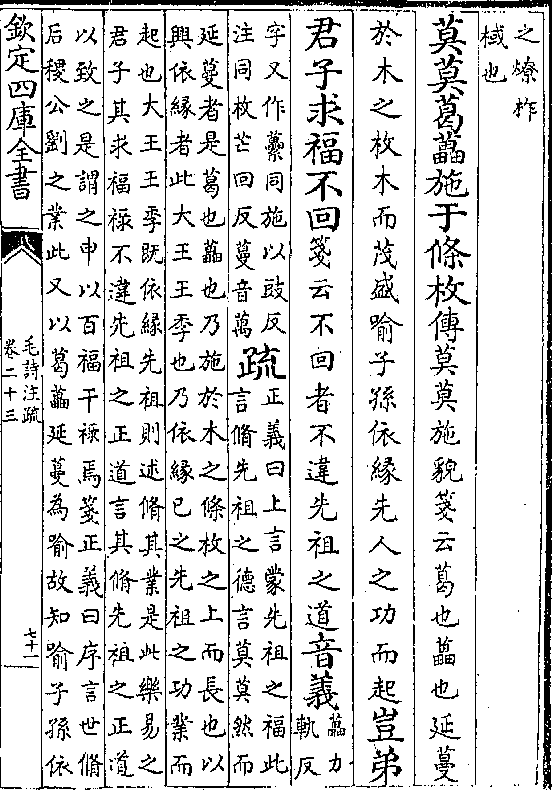 之燎柞
棫也
莫莫葛藟施于條枚傳莫莫施貌箋云葛也藟也延蔓
於木之枚木而茂盛喻子孫依緣先人之功而起豈弟
君子求福不回箋云不回者不違先祖之道音義藟力
軌反
字又作虆同施以豉反
注同枚芒回反蔓音萬
疏
正義曰上言蒙先祖之福此
言脩先祖之德言莫莫然而
延蔓者是葛也藟也乃施於木之條枚之上而長也以
興依緣者此大王王季也乃依緣已之先祖之功業而
起也大王王季既依緣先祖則述脩其業是此樂易之
君子其求福祿不違先祖之正道言其脩先祖之正道
以致之是謂之申以百福干祿焉箋正義曰序言世脩
后稷公劉之業此又以葛藟延蔓為喻故知喻子孫依
欽定四庫全書
毛詩注疏
卷二十三
七十一